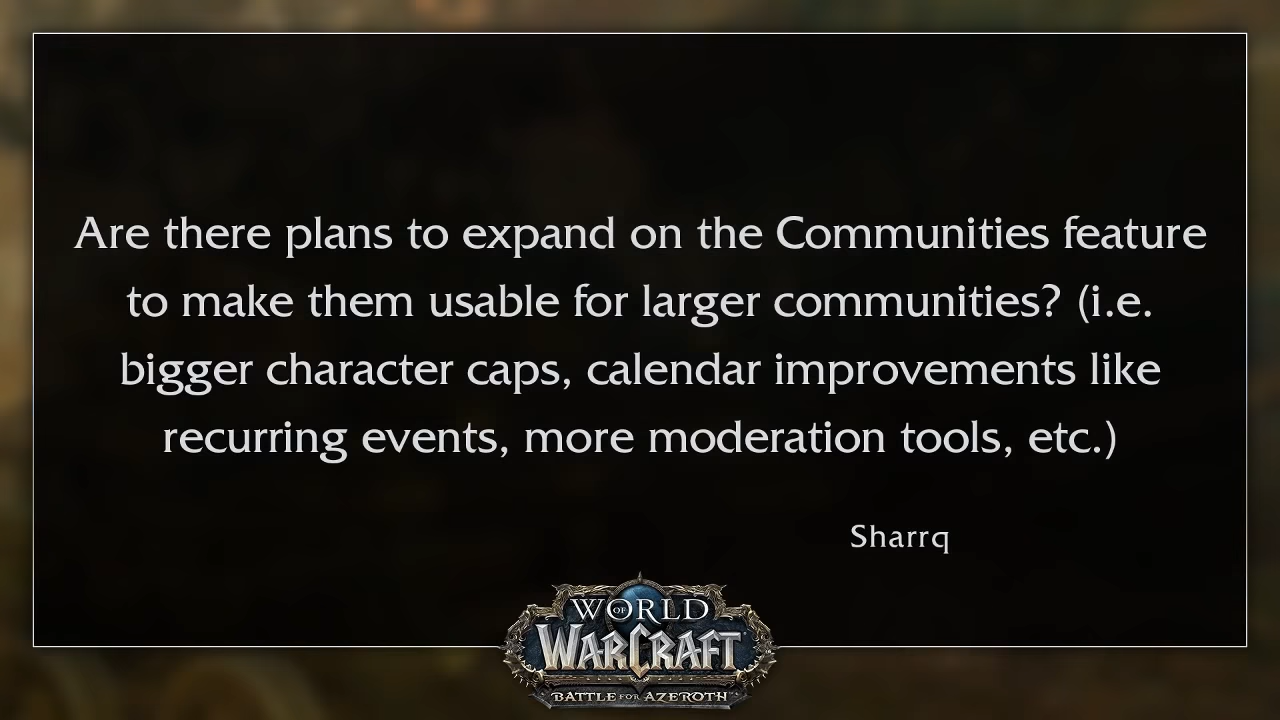 Are there plans to expand on the Communities feature
to make them usable for larger communities? (i.e.
bigger character caps, calendar improvements like
recurring events, more moderation tools, etc.)
Sharrq
WORLD OF
WARCRAFT
BATTLE FOR AZEROTH